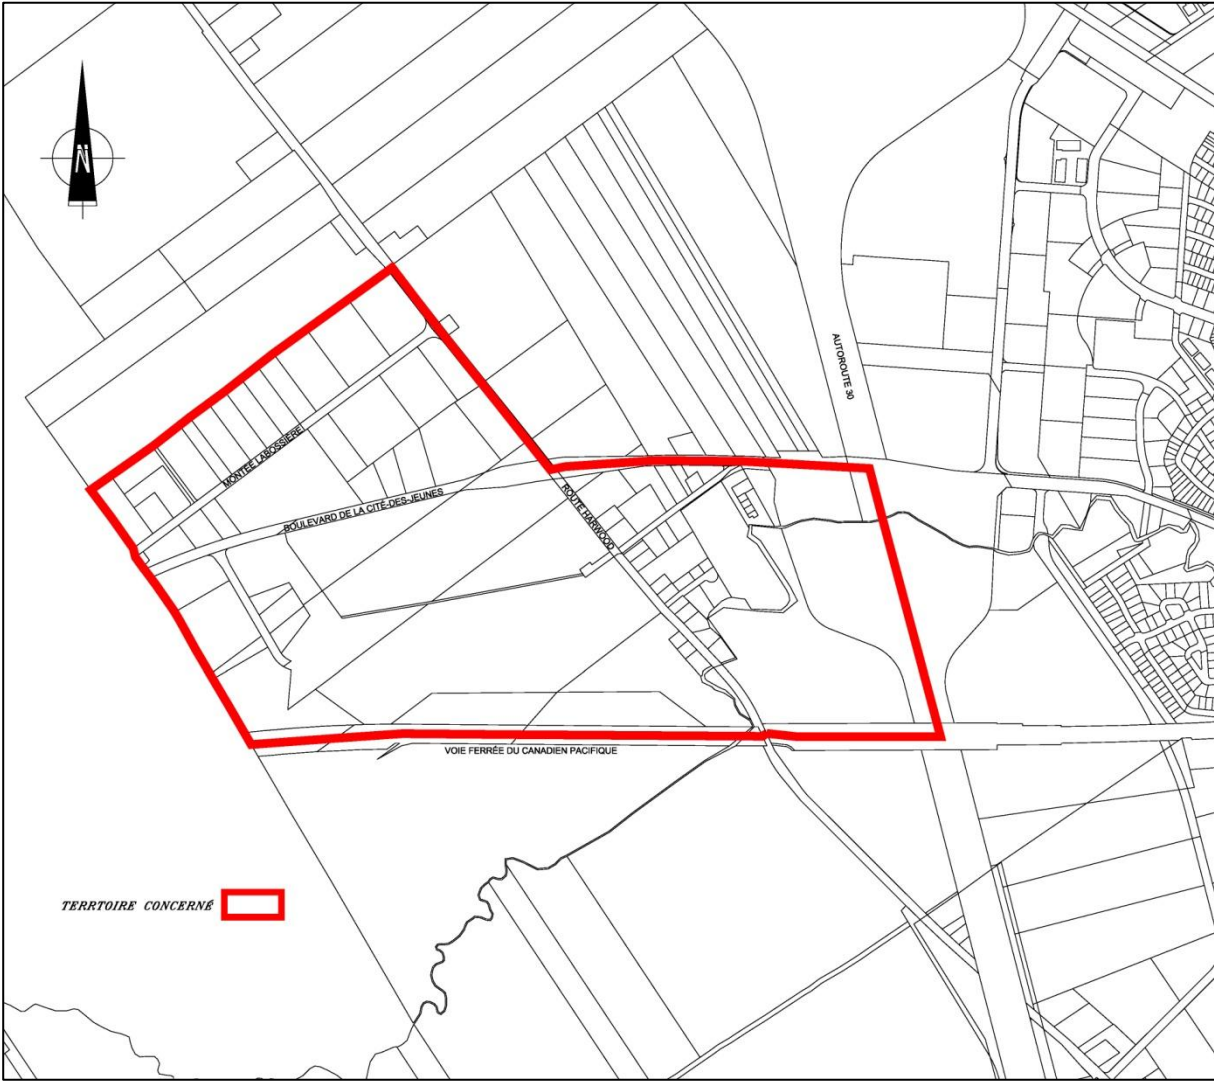 N
AUTOROUTE 30
MONTÉE LABOSSIÈRE
BOULEVARD DE LA CITÉ-DES-JEUNES
ROUTE HARWOOD
VOIE FERRÉE DU CANADIEN PACIFIQUE
TERRTOIRE CONCERNÉ